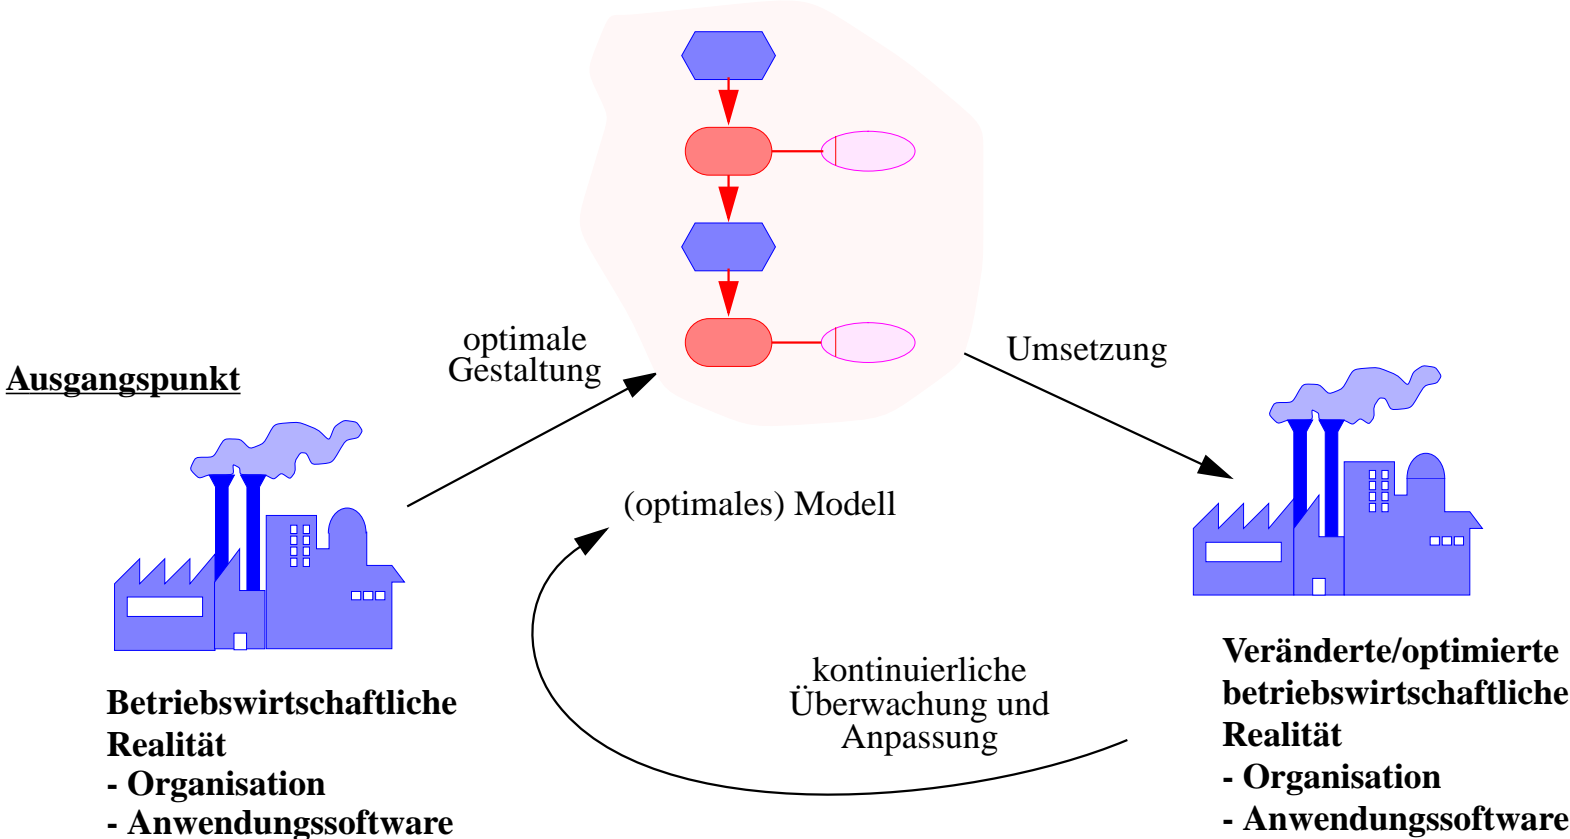 optimale
Gestaltung
Umsetzung
Ausgangspunkt
(optimales) Modell
kontinuierliche
Überwachung und
Anpassung
Betriebswirtschaftliche
Realität
- Organisation
- Anwendungssoftware
Veränderte/optimierte
betriebswirtschaftliche
Realität
- Organisation
- Anwendungssoftware